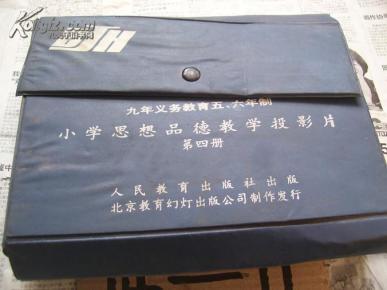 九年义务教育五、六年制
小学思想品德教学投影片
第四册
人民教育出版社出版
北京教育幻灯出版公司制作发行